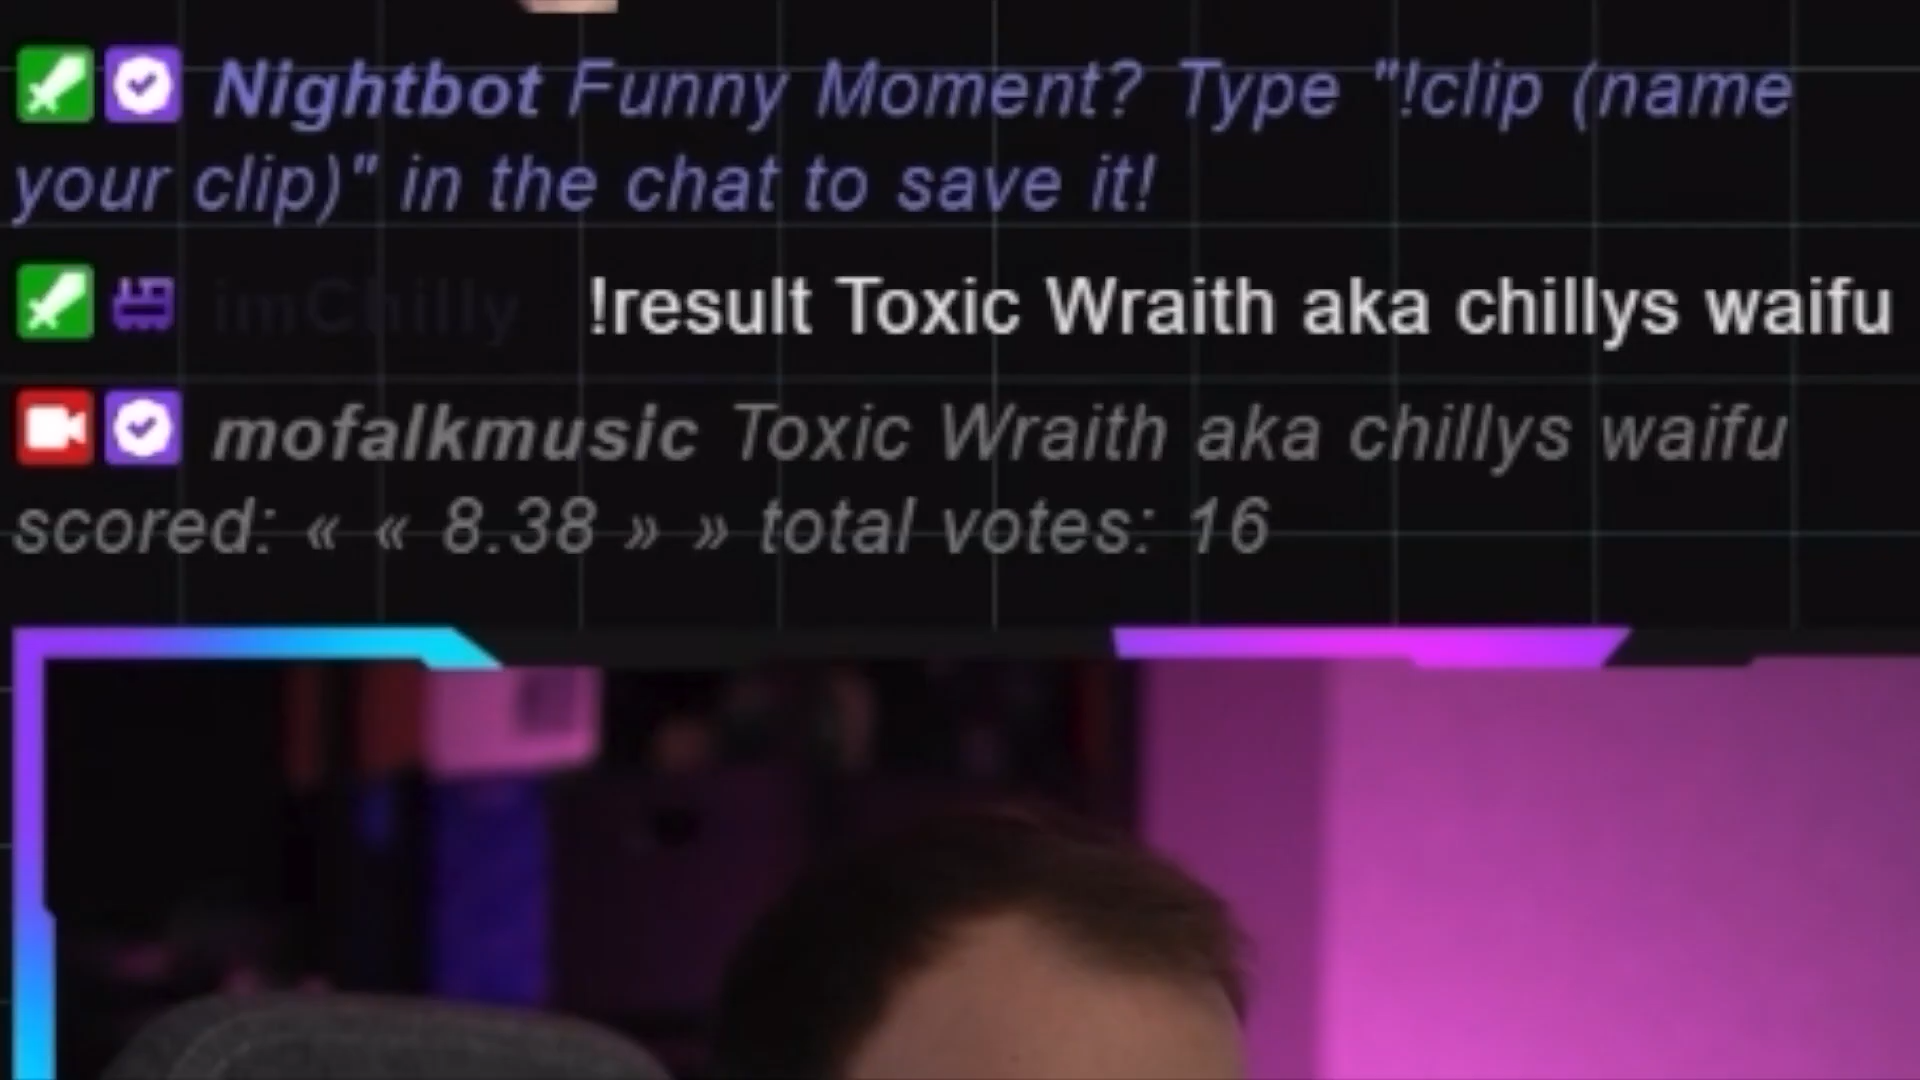 Nightbot Funny Moment? Type "!clip (name
your clip)" in the chat to save it!
imChilly !result Toxic Wraith aka chillys waifu
mofalkmusic Toxic Wraith aka chillys waifu
scored: « « 8.38 » » total votes: 16